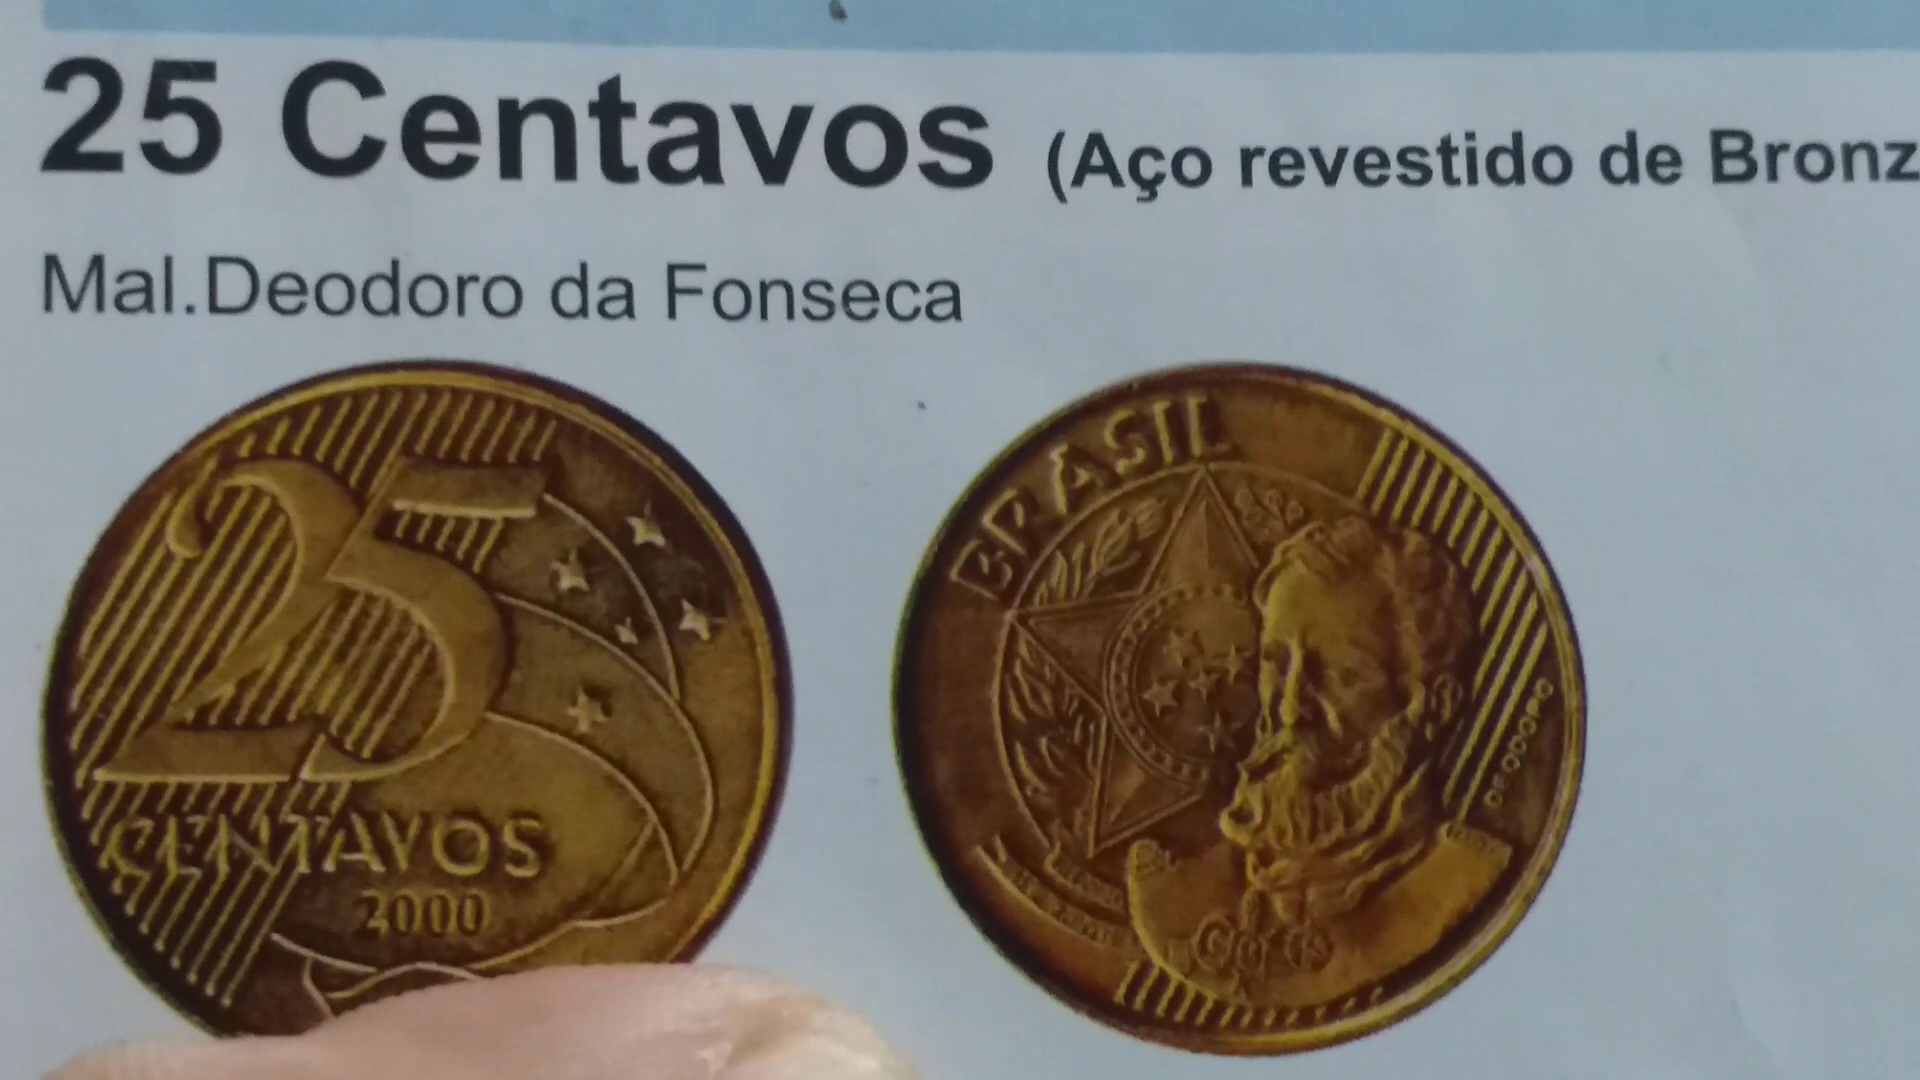 25 Centavos (Aço revestido de Bronz
Mal.Deodoro da Fonseca
25
CENTAVOS
2000
BRASIL
DEODORO